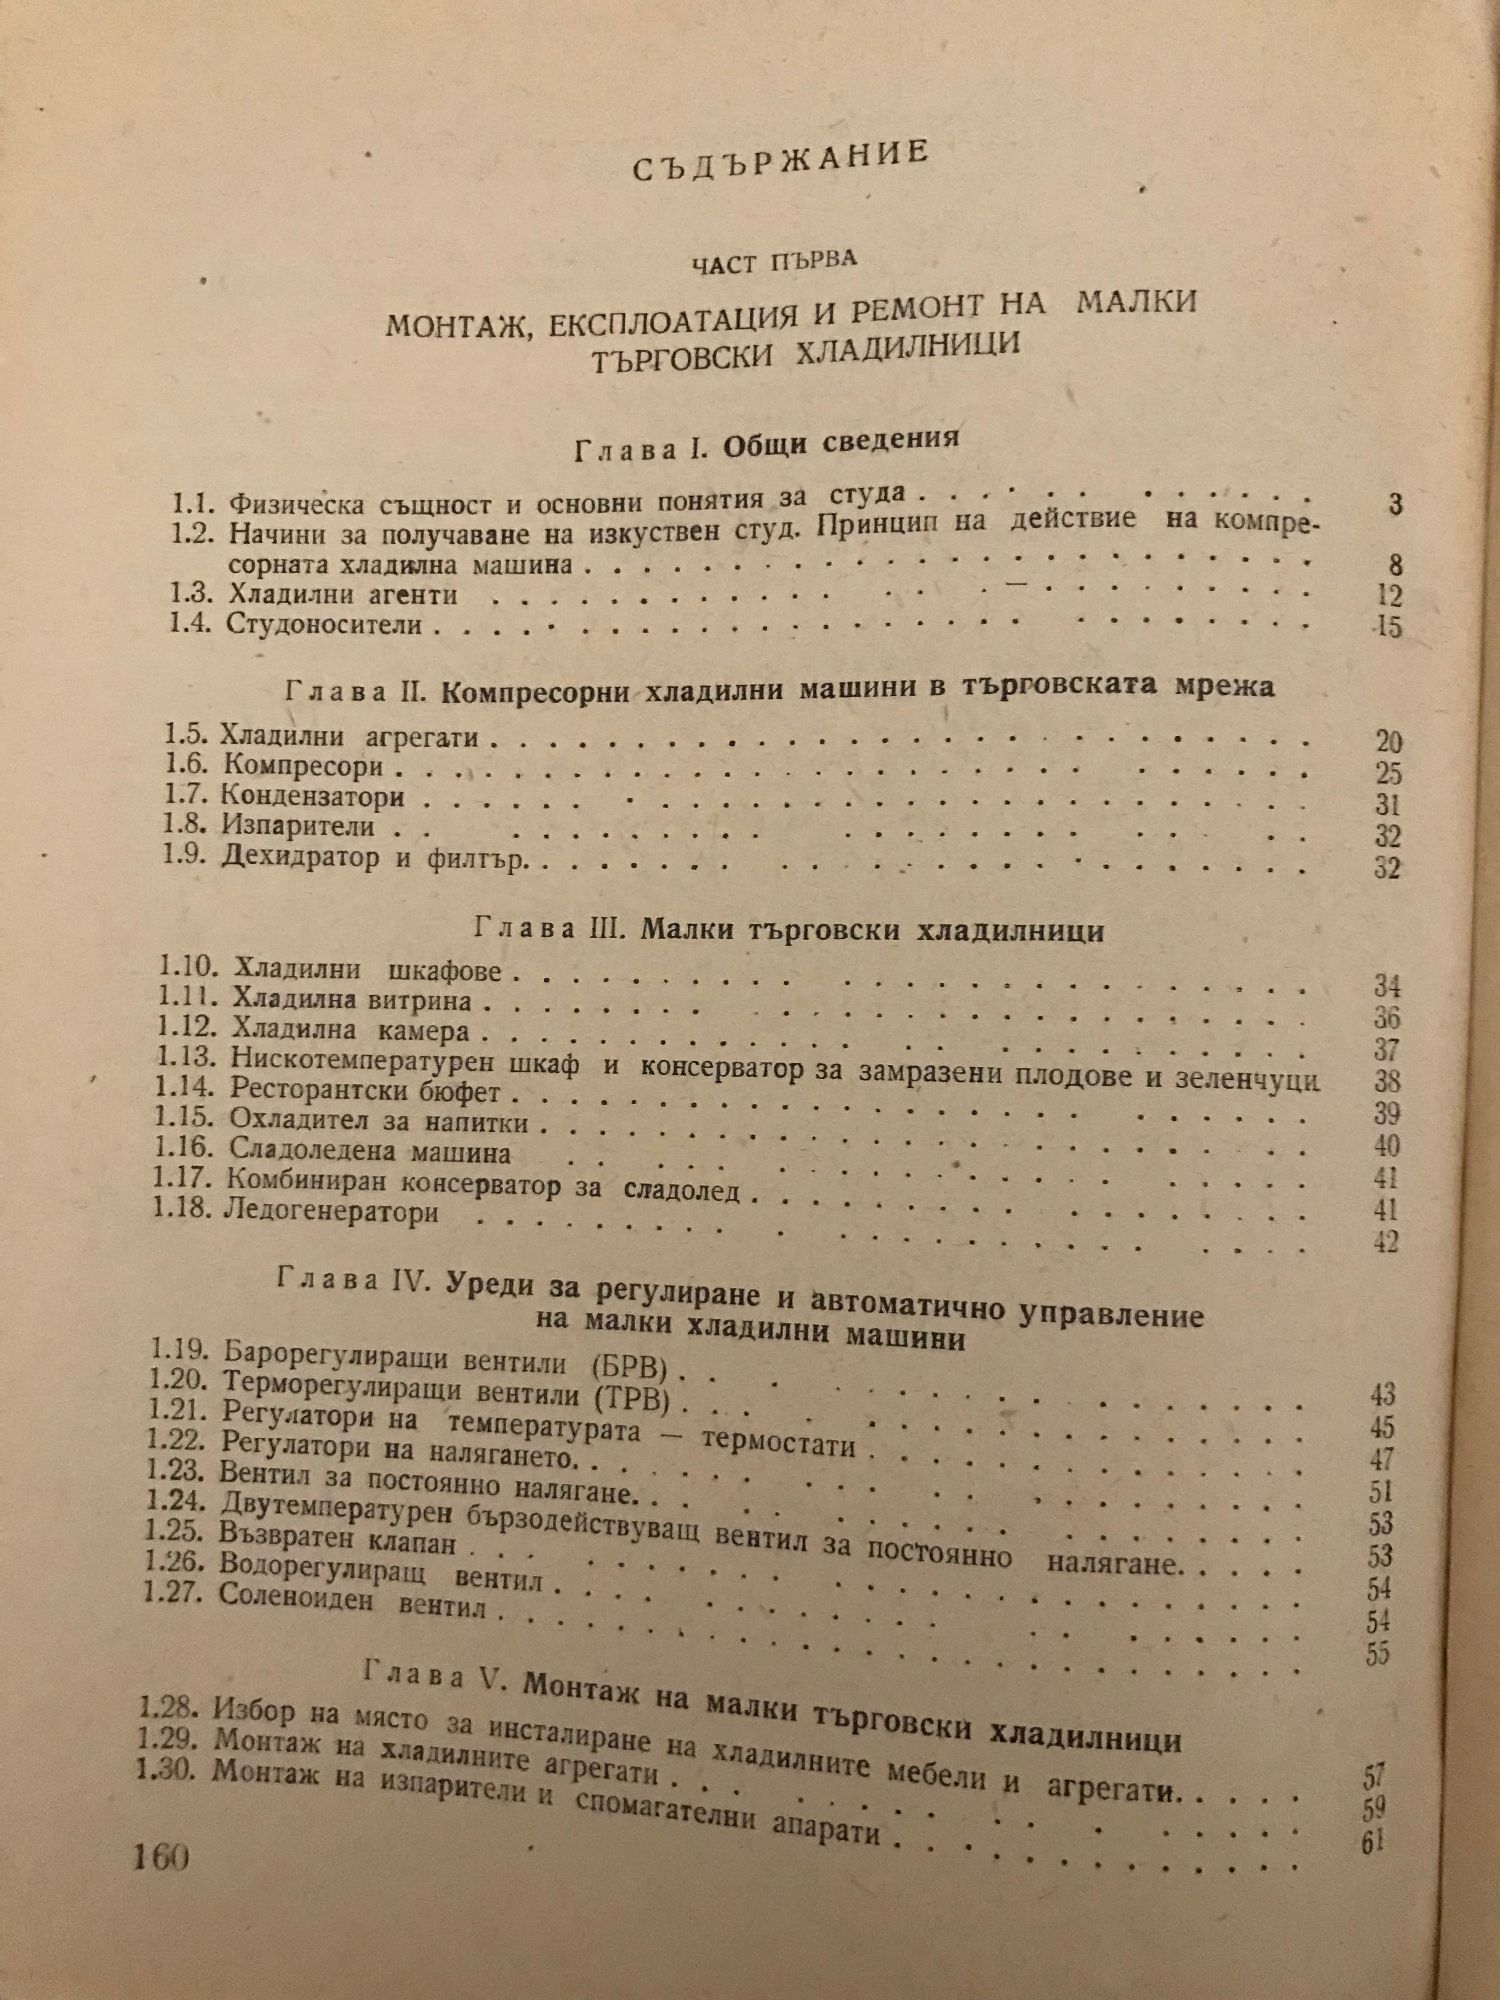 СЪДЪРЖАНИЕ
ЧАСТ ПЪРВА
МОНТАЖ, ЕКСПЛОАТАЦИЯ И РЕМОНТ НА МАЛКИ
ТЪРГОВСКИ ХЛАДИЛНИЦИ
Глава I. Общи сведения
1.1. Физическа същност и основни понятия за студа . . . . . . . . . . . . 3
1.2. Начини за получаване на изкуствен студ. Принцип на действие на компре-
сорната хладилна машина . . . . . . . . . . . . 8
1.3. Хладилни агенти . . . . . . . . . . . . 12
1.4. Студоносители . . . . . . . . . . . . 15
Глава II. Компресорни хладилни машини в търговската мрежа
1.5. Хладилни агрегати . . . . . . . . . . . . 20
1.6. Компресори . . . . . . . . . . . . 25
1.7. Кондензатори . . . . . . . . . . . . 31
1.8. Изпарители . . . . . . . . . . . . 32
1.9. Дехидратор и филтър. . . . . . . . . . . . 32
Глава III. Малки търговски хладилници
1.10. Хладилни шкафове . . . . . . . . . . . . 34
1.11. Хладилна витрина . . . . . . . . . . . . 36
1.12. Хладилна камера . . . . . . . . . . . . 37
1.13. Нискотемпературен шкаф и консерватор за замразени плодове и зеленчуци 38
1.14. Ресторантски бюфет . . . . . . . . . . . . 39
1.15. Охладител за напитки . . . . . . . . . . . . 40
1.16. Сладоледена машина . . . . . . . . . . . . 41
1.17. Комбиниран консерватор за сладолед . . . . . . . . . . . . 41
1.18. Ледогенератори . . . . . . . . . . . . 42
Глава IV. Уреди за регулиране и автоматично управление
на малки хладилни машини
1.19. Барорегулиращи вентили (БРВ) . . . . . . . . . . . . 43
1.20. Терморегулиращи вентили (ТРВ) . . . . . . . . . . . . 45
1.21. Регулатори на температурата — термостати . . . . . . . . . . . . 47
1.22. Регулатори на налягането. . . . . . . . . . . . 51
1.23. Вентил за постоянно налягане. . . . . . . . . . . . 53
1.24. Двутемпературен бързодействуващ вентил за постоянно налягане. . . . . 53
1.25. Възвратен клапан . . . . . . . . . . . . 54
1.26. Водорегулиращ вентил . . . . . . . . . . . . 54
1.27. Соленоиден вентил . . . . . . . . . . . . 55
Глава V. Монтаж на малки търговски хладилници
1.28. Избор на място за инсталиране на хладилните мебели и агрегати. . . . . 57
1.29. Монтаж на хладилните агрегати . . . . . . . . . . . . 59
1.30. Монтаж на изпарители и спомагателни апарати . . . . . . . . . . . . 61
160